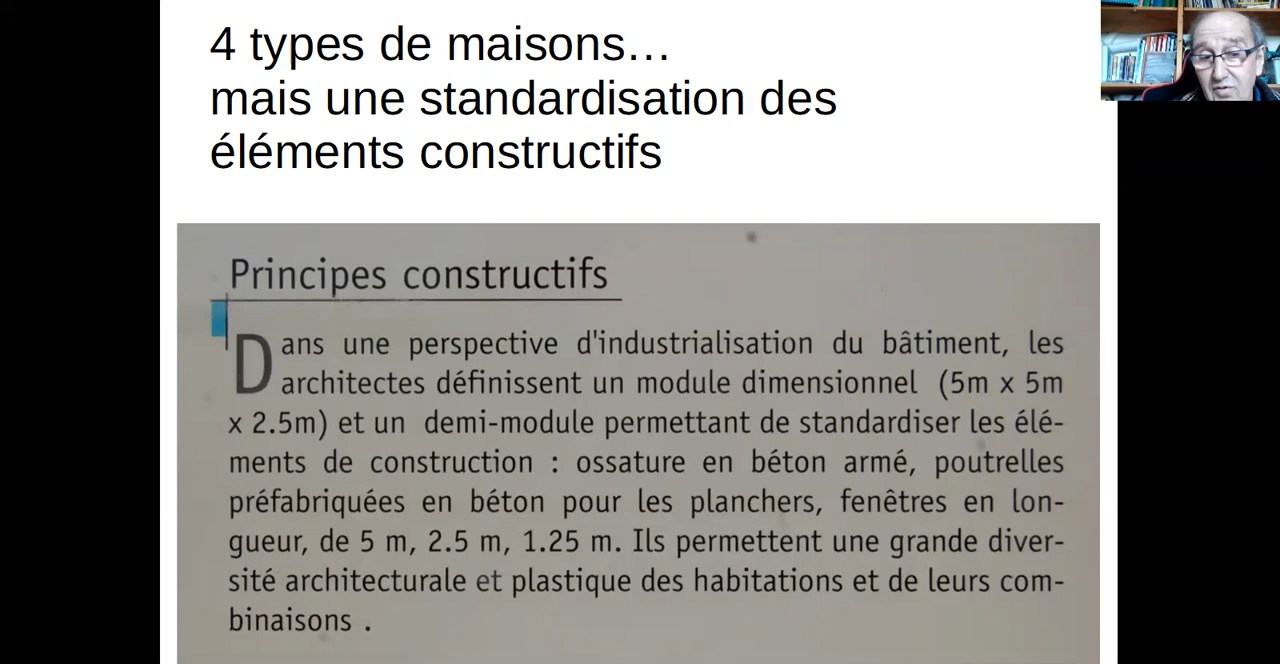 4 types de maisons…
mais une standardisation des
éléments constructifs
Principes constructifs
Dans une perspective d'industrialisation du bâtiment, les
architectes définissent un module dimensionnel (5m x 5m
x 2.5m) et un demi-module permettant de standardiser les élé-
ments de construction : ossature en béton armé, poutrelles
préfabriquées en béton pour les planchers, fenêtres en lon-
gueur, de 5 m, 2.5 m, 1.25 m. Ils permettent une grande diver-
sité architecturale et plastique des habitations et de leurs com-
binaisons .